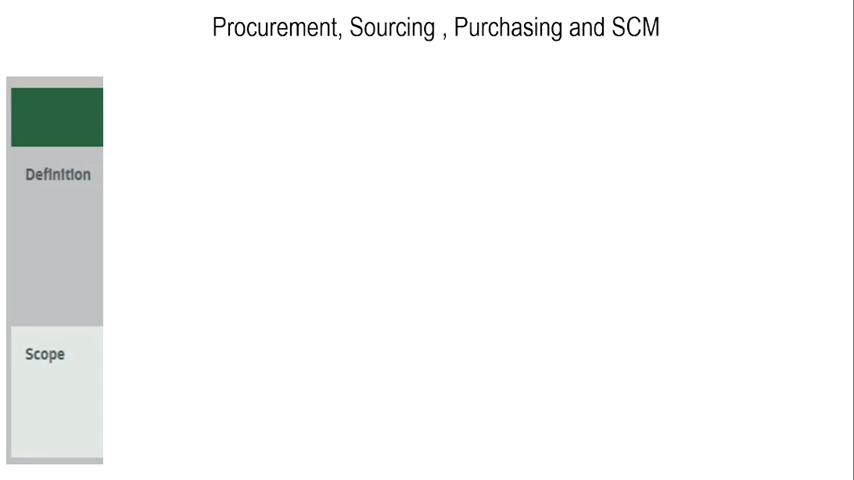 Procurement, Sourcing , Purchasing and SCM
Definition
Scope